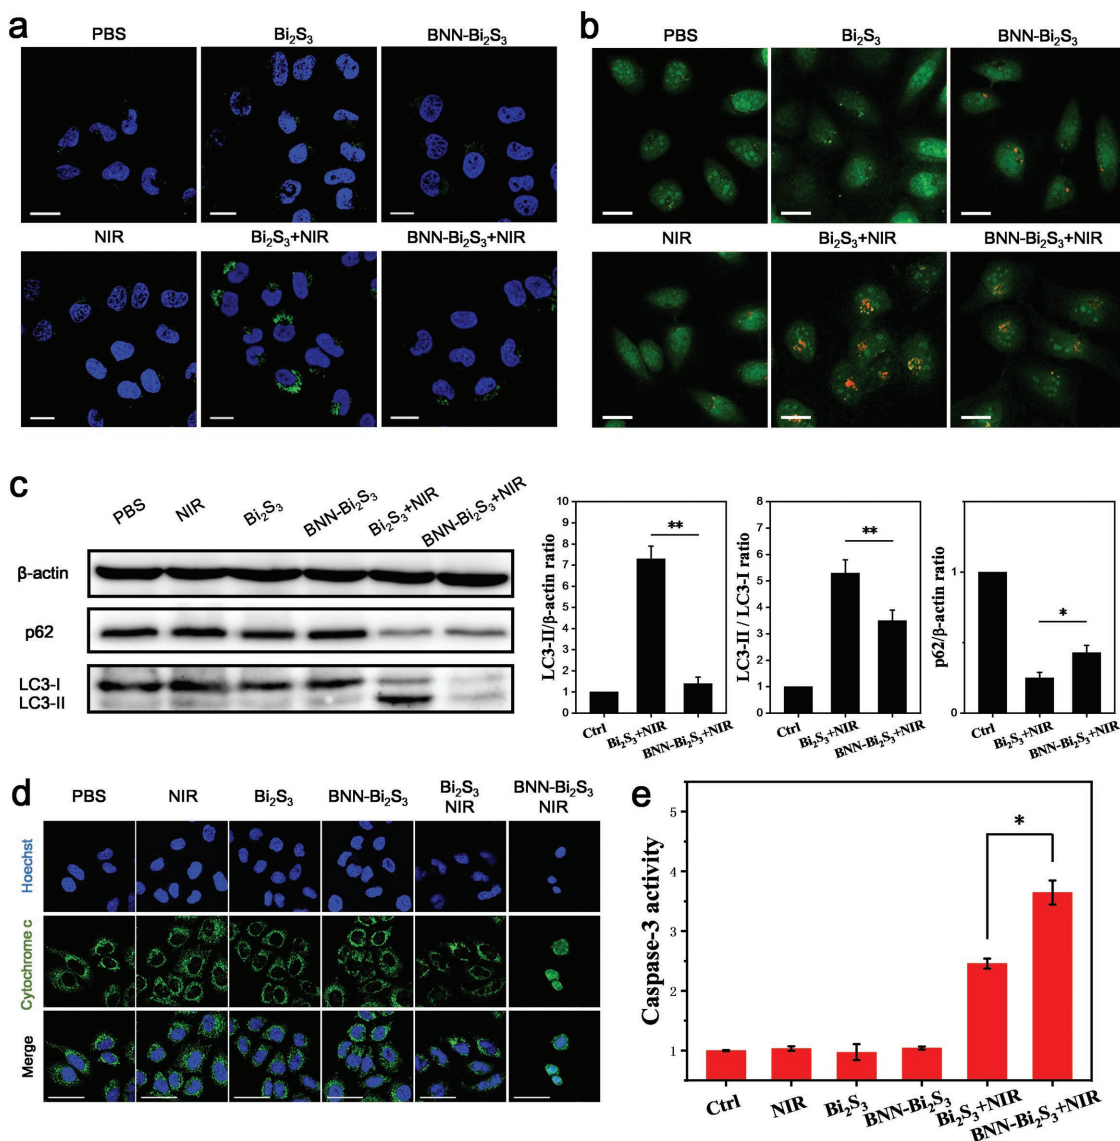 a
PBS
Bi₂S₃
BNN-Bi₂S₃
NIR
Bi₂S₃+NIR
BNN-Bi₂S₃+NIR
b
PBS
Bi₂S₃
BNN-Bi₂S₃
NIR
Bi₂S₃+NIR
BNN-Bi₂S₃+NIR
c
PBS
NIR
Bi₂S₃
BNN-Bi₂S₃
Bi₂S₃+NIR
BNN-Bi₂S₃+NIR
β-actin
p62
LC3-I
LC3-II
LC3-II/β-actin ratio
10
9
8
7
6
5
4
3
2
1
0
**
Ctrl
Bi₂S₃+NIR
BNN-Bi₂S₃+NIR
LC3-II / LC3-I ratio
8
7
6
5
4
3
2
1
0
**
Ctrl
Bi₂S₃+NIR
BNN-Bi₂S₃+NIR
p62/β-actin ratio
1
0
*
Ctrl
Bi₂S₃+NIR
BNN-Bi₂S₃+NIR
d
PBS
NIR
Bi₂S₃
BNN-Bi₂S₃
Bi₂S₃
NIR
BNN-Bi₂S₃
NIR
Hoechst
Cytochrome c
Merge
e
Caspase-3 activity
5
4
3
2
1
*
Ctrl
NIR
Bi₂S₃
BNN-Bi₂S₃
Bi₂S₃+NIR
BNN-Bi₂S₃+NIR